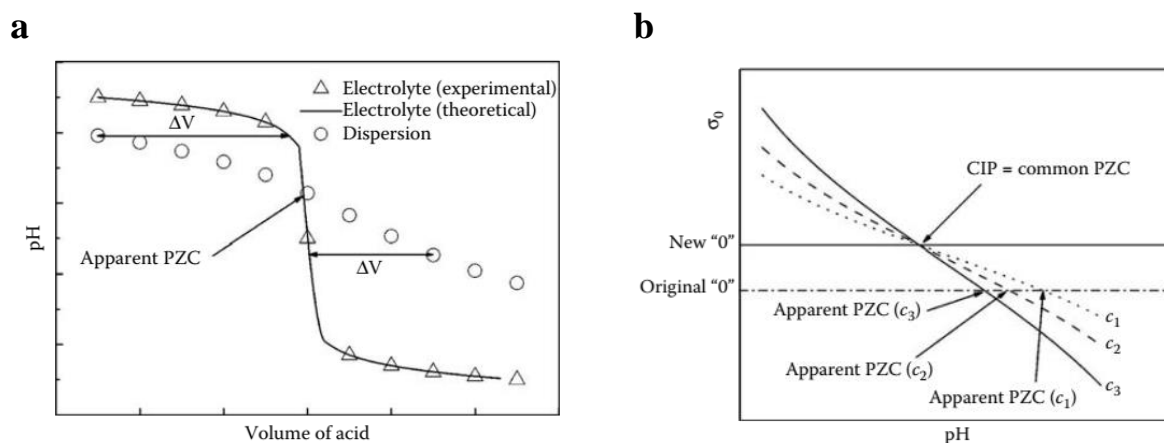 a
Electrolyte (experimental)
Electrolyte (theoretical)
Dispersion
ΔV
Apparent PZC
ΔV
pH
Volume of acid
b
σ0
CIP = common PZC
New “0”
Original “0”
Apparent PZC (c3)
Apparent PZC (c2)
Apparent PZC (c1)
c1
c2
c3
pH